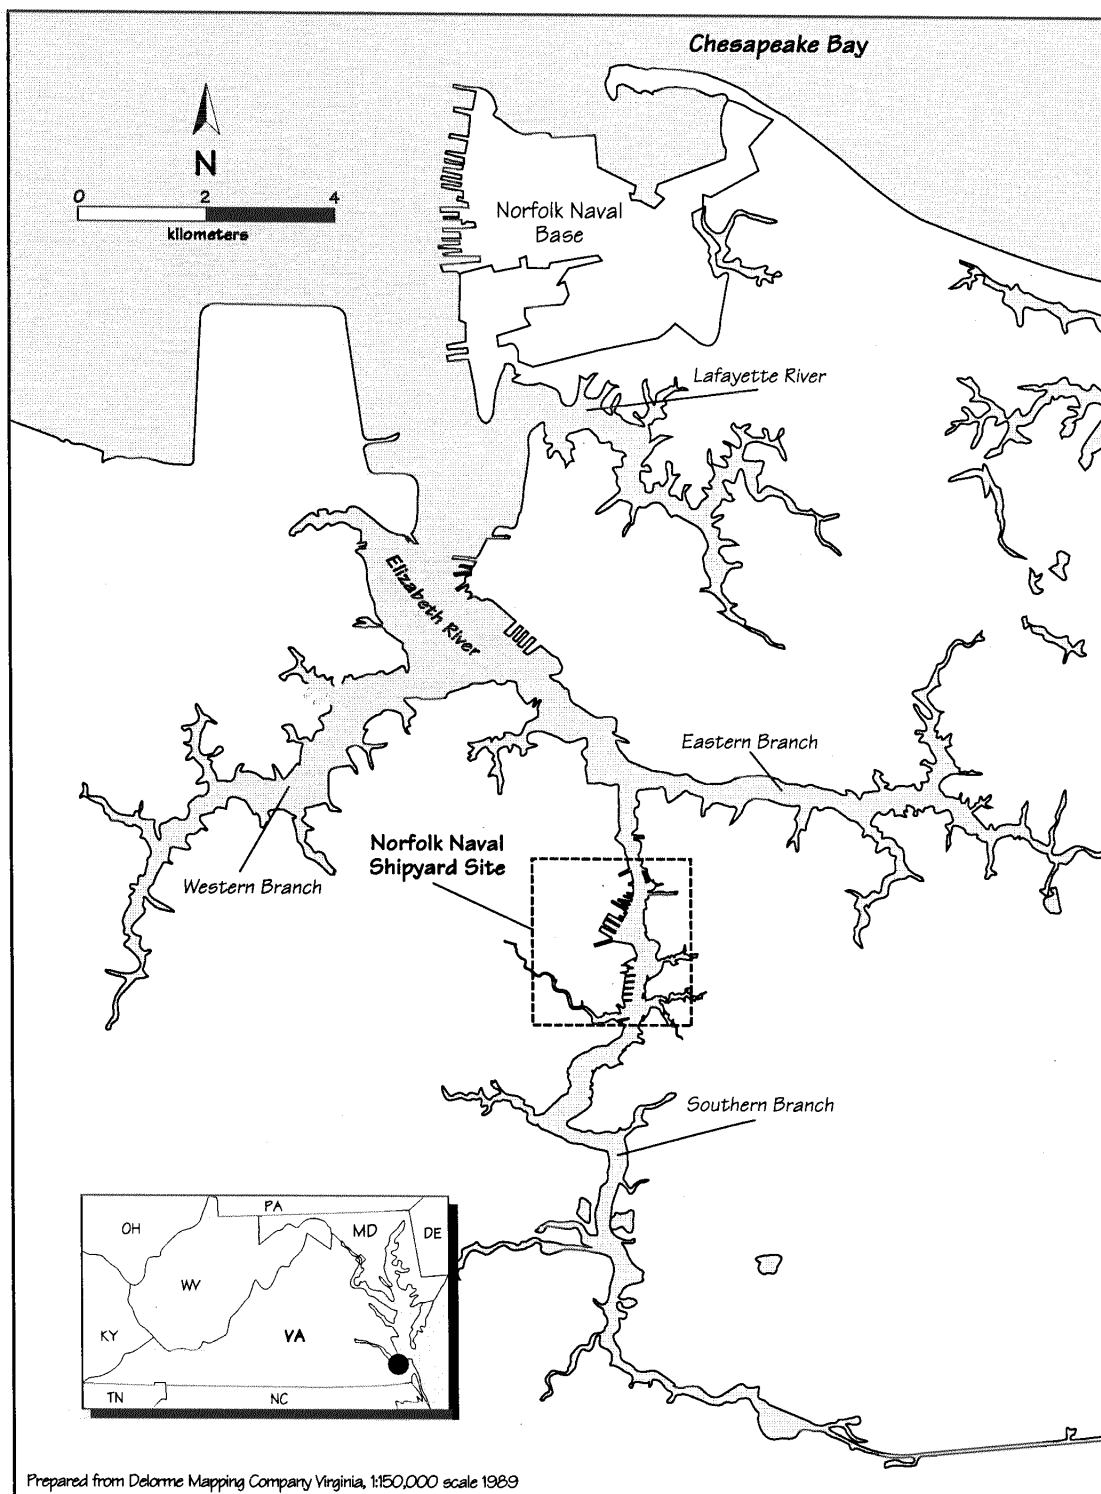 Chesapeake Bay
N
0 2 4
kilometers
Norfolk Naval
Base
Lafayette River
Elizabeth River
Eastern Branch
Norfolk Naval
Shipyard Site
Western Branch
Southern Branch
PA
OH
MD
DE
WV
KY
VA
TN
NC
Prepared from Delorme Mapping Company Virginia, 1:150,000 scale 1989